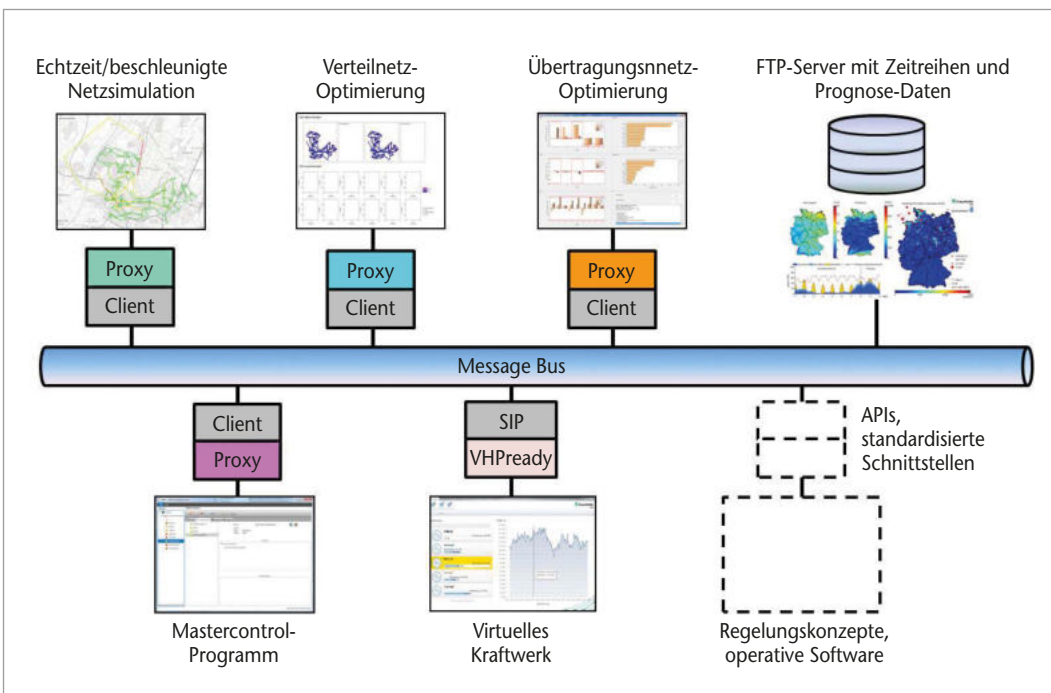 Echtzeit/beschleunigte
Netzsimulation
Verteilnetz-
Optimierung
Übertragungsnnetz-
Optimierung
FTP-Server mit Zeitreihen und
Prognose-Daten
Proxy
Client
Proxy
Client
Proxy
Client
Message Bus
Client
Proxy
SIP
VHPready
APIs,
standardisierte
Schnittstellen
Mastercontrol-
Programm
Virtuelles
Kraftwerk
Regelungskonzepte,
operative Software